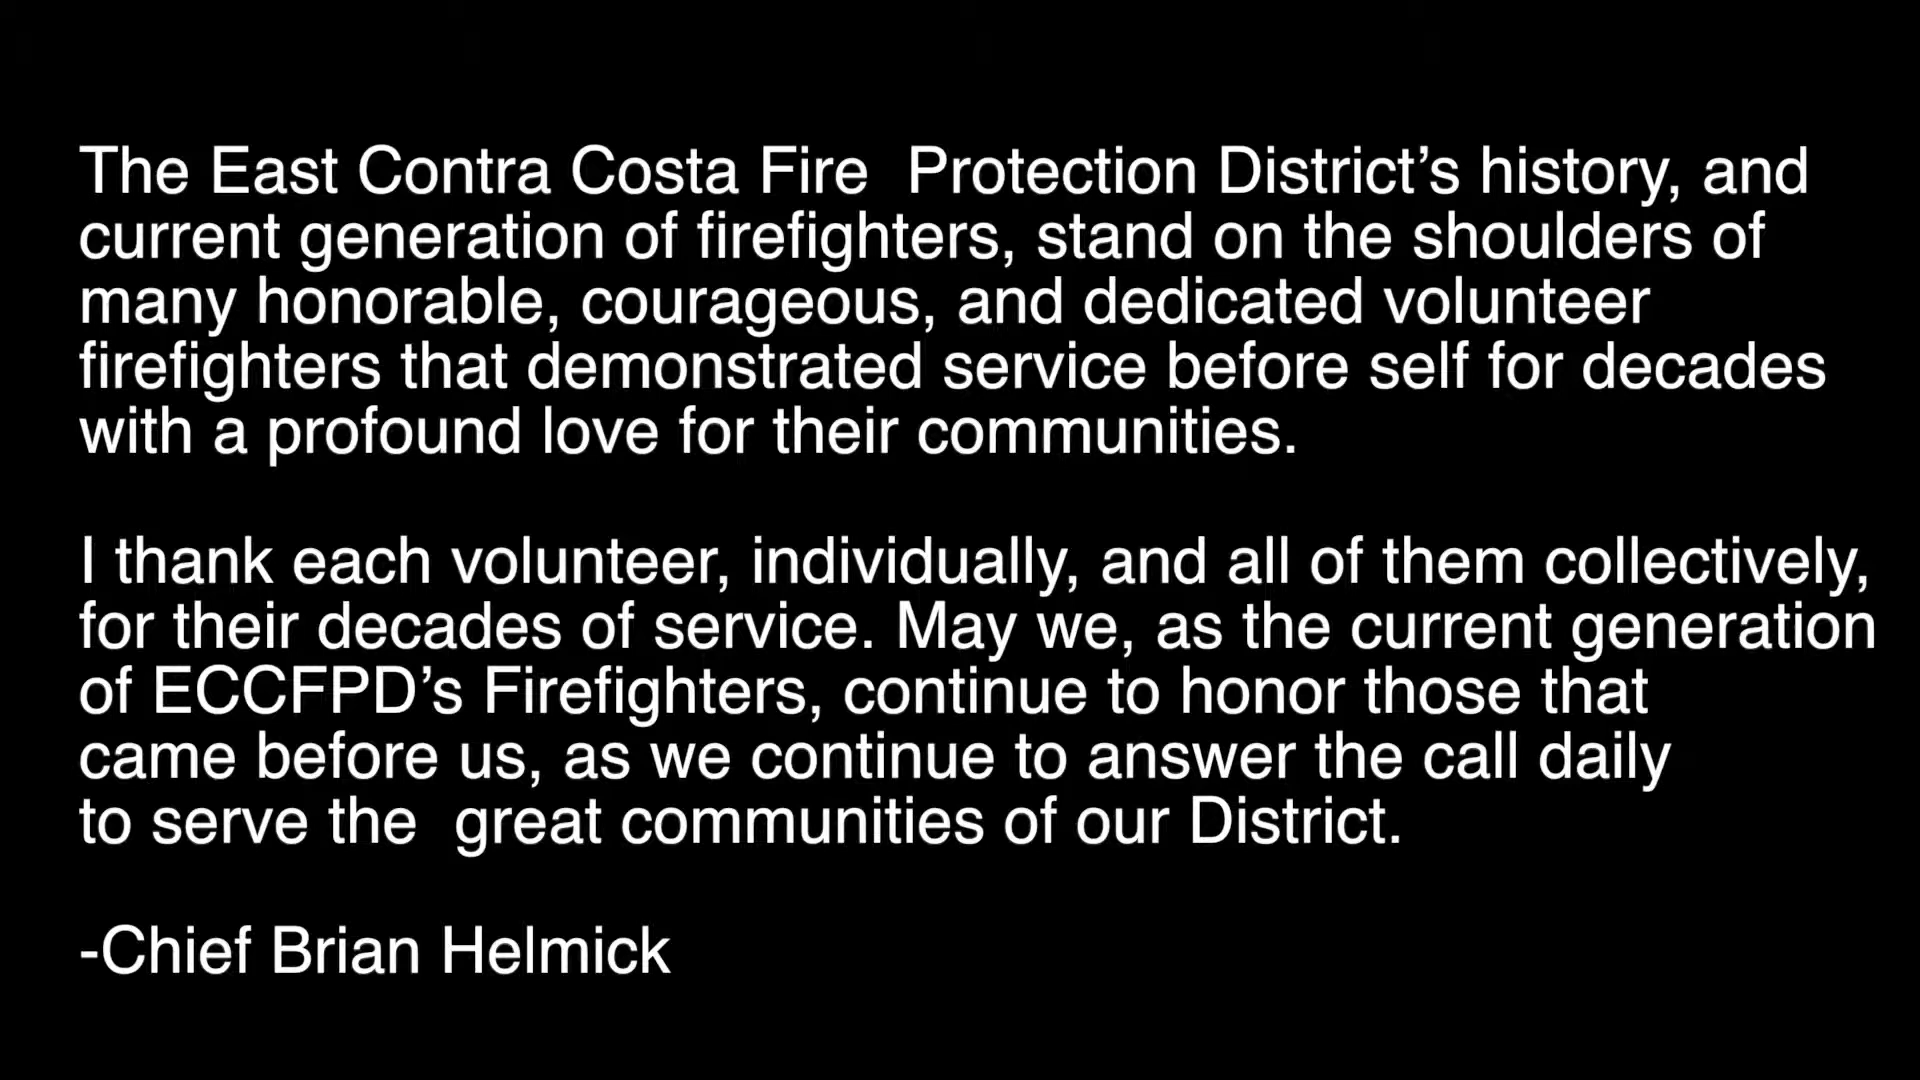 The East Contra Costa Fire  Protection District’s history, and
current generation of firefighters, stand on the shoulders of
many honorable, courageous, and dedicated volunteer
firefighters that demonstrated service before self for decades
with a profound love for their communities.
I thank each volunteer, individually, and all of them collectively,
for their decades of service. May we, as the current generation
of ECCFPD’s Firefighters, continue to honor those that
came before us, as we continue to answer the call daily
to serve the  great communities of our District.
-Chief Brian Helmick